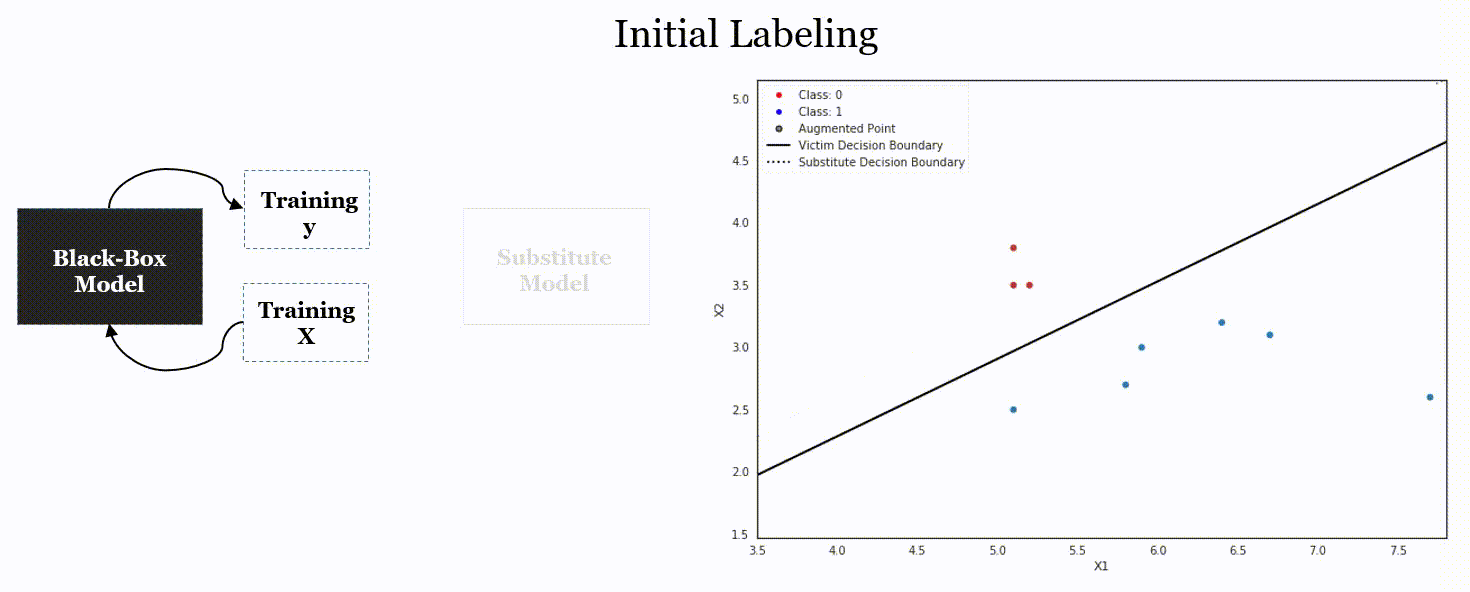 Initial Labeling
Black-Box
Model
Training
y
Training
X
Substitute
Model
Class: 0
Class: 1
Augmented Point
Victim Decision Boundary
Substitute Decision Boundary
5.0
4.5
4.0
3.5
3.0
2.5
2.0
1.5
X2
3.5 4.0 4.5 5.0 5.5 6.0 6.5 7.0 7.5
X1